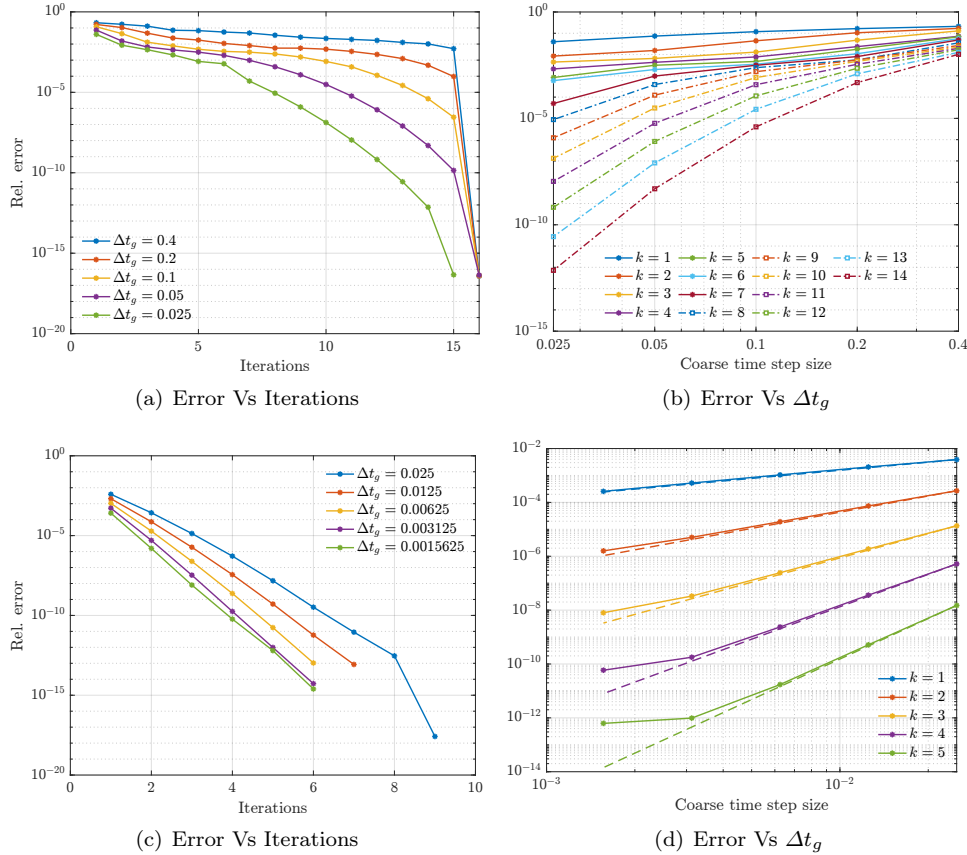 10^0
10^-5
10^-10
10^-15
10^-20
Rel. error
0 5 10 15
Iterations
Δt_g = 0.4
Δt_g = 0.2
Δt_g = 0.1
Δt_g = 0.05
Δt_g = 0.025
(a) Error Vs Iterations
10^0
10^-5
10^-10
10^-15
0.025 0.05 0.1 0.2 0.4
Coarse time step size
k = 1
k = 2
k = 3
k = 4
k = 5
k = 6
k = 7
k = 8
k = 9
k = 10
k = 11
k = 12
k = 13
k = 14
(b) Error Vs Δt_g
10^0
10^-5
10^-10
10^-15
10^-20
Rel. error
0 2 4 6 8 10
Iterations
Δt_g = 0.025
Δt_g = 0.0125
Δt_g = 0.00625
Δt_g = 0.003125
Δt_g = 0.0015625
(c) Error Vs Iterations
10^-2
10^-4
10^-6
10^-8
10^-10
10^-12
10^-14
10^-3 10^-2
Coarse time step size
k = 1
k = 2
k = 3
k = 4
k = 5
(d) Error Vs Δt_g